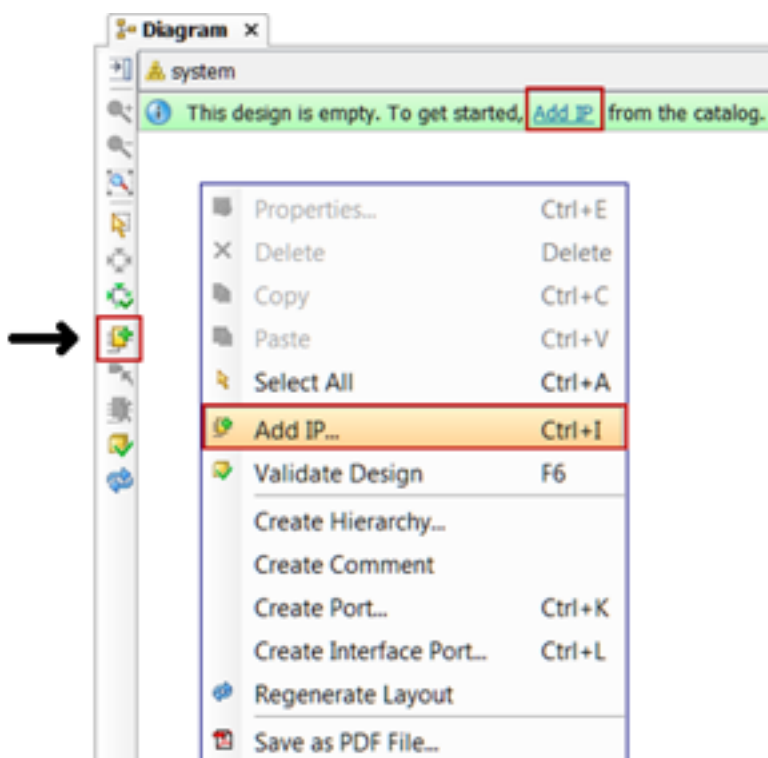 Diagram ×
system
This design is empty. To get started, Add IP from the catalog.
Properties... Ctrl+E
Delete Delete
Copy Ctrl+C
Paste Ctrl+V
Select All Ctrl+A
Add IP... Ctrl+I
Validate Design F6
Create Hierarchy...
Create Comment
Create Port... Ctrl+K
Create Interface Port... Ctrl+L
Regenerate Layout
Save as PDF File...